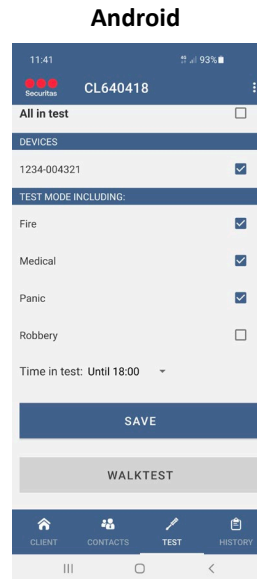 Android
11:41 93%
Securitas CL640418
All in test
DEVICES
1234-004321
TEST MODE INCLUDING:
Fire
Medical
Panic
Robbery
Time in test: Until 18:00
SAVE
WALKTEST
CLIENT CONTACTS TEST HISTORY